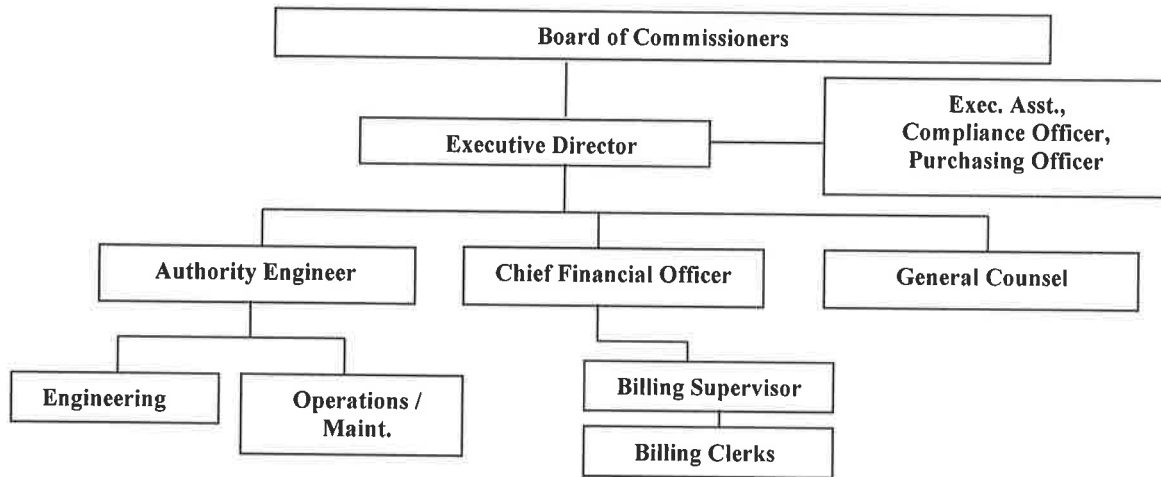 Board of Commissioners
Exec. Asst.,
Compliance Officer,
Purchasing Officer
Executive Director
Authority Engineer
Chief Financial Officer
General Counsel
Engineering
Operations /
Maint.
Billing Supervisor
Billing Clerks